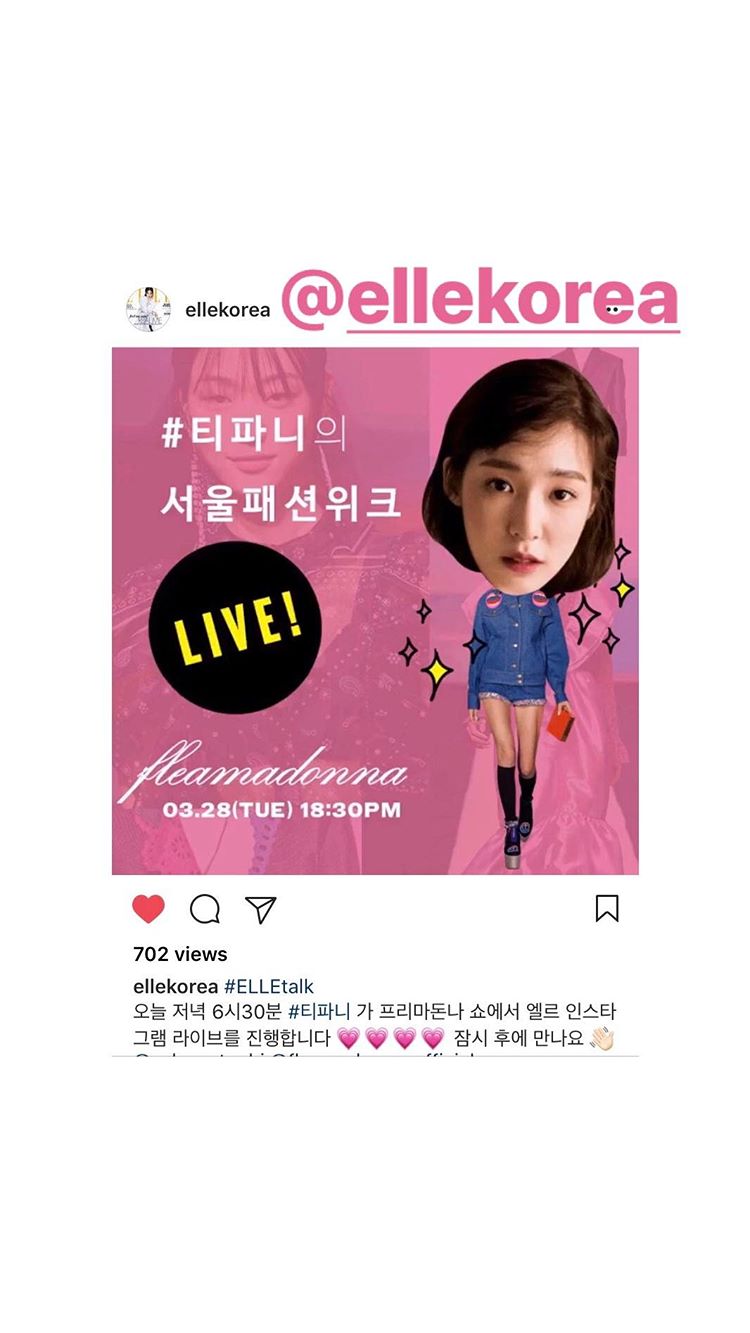 ellekorea @ellekorea
#티파니의
서울패션위크
LIVE!
fleamadonna
03.28(TUE) 18:30PM
702 views
ellekorea #ELLEtalk
오늘 저녁 6시30분 #티파니 가 프리마돈나 쇼에서 엘르 인스타
그램 라이브를 진행합니다 💗💗💗💗 잠시 후에 만나요 👋🏻